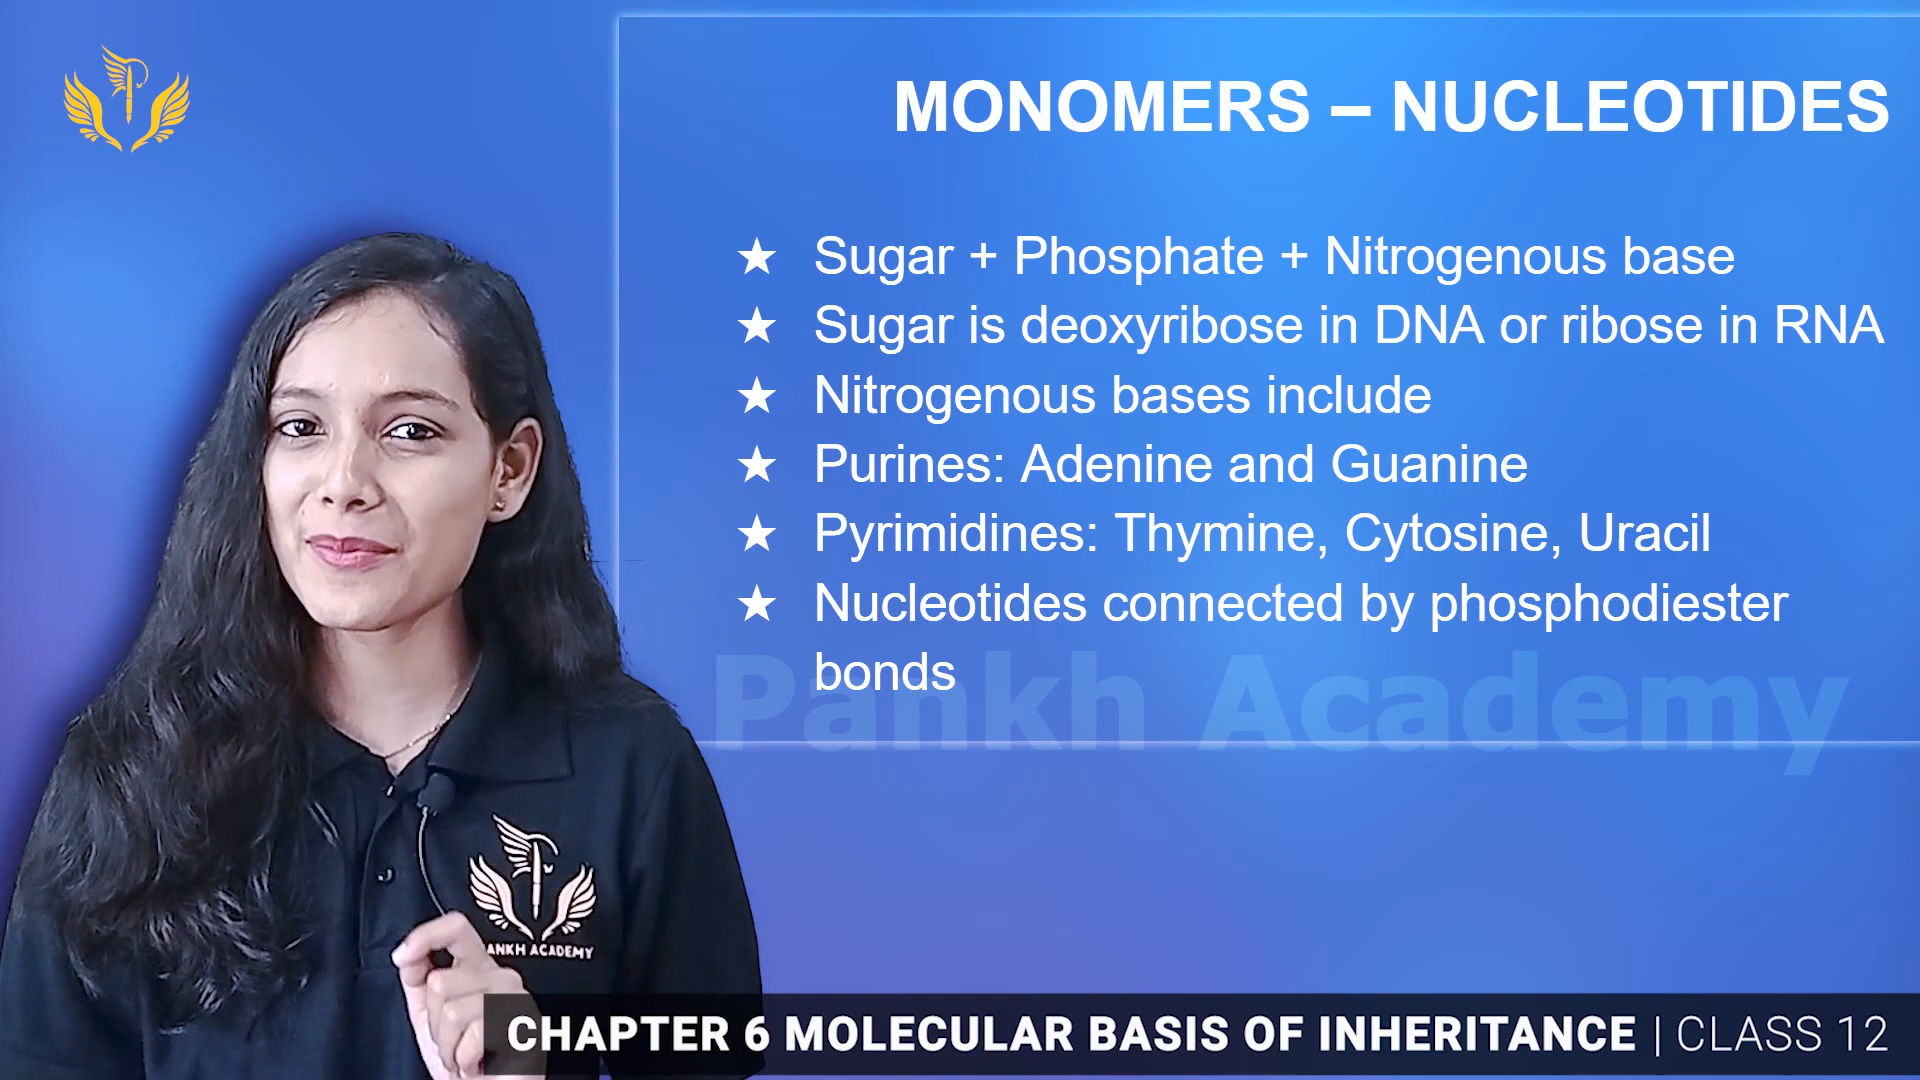 MONOMERS – NUCLEOTIDES
★ Sugar + Phosphate + Nitrogenous base
★ Sugar is deoxyribose in DNA or ribose in RNA
★ Nitrogenous bases include
★ Purines: Adenine and Guanine
★ Pyrimidines: Thymine, Cytosine, Uracil
★ Nucleotides connected by phosphodiester
bonds
Pankh Academy
ANKH ACADEMY
CHAPTER 6 MOLECULAR BASIS OF INHERITANCE | CLASS 12